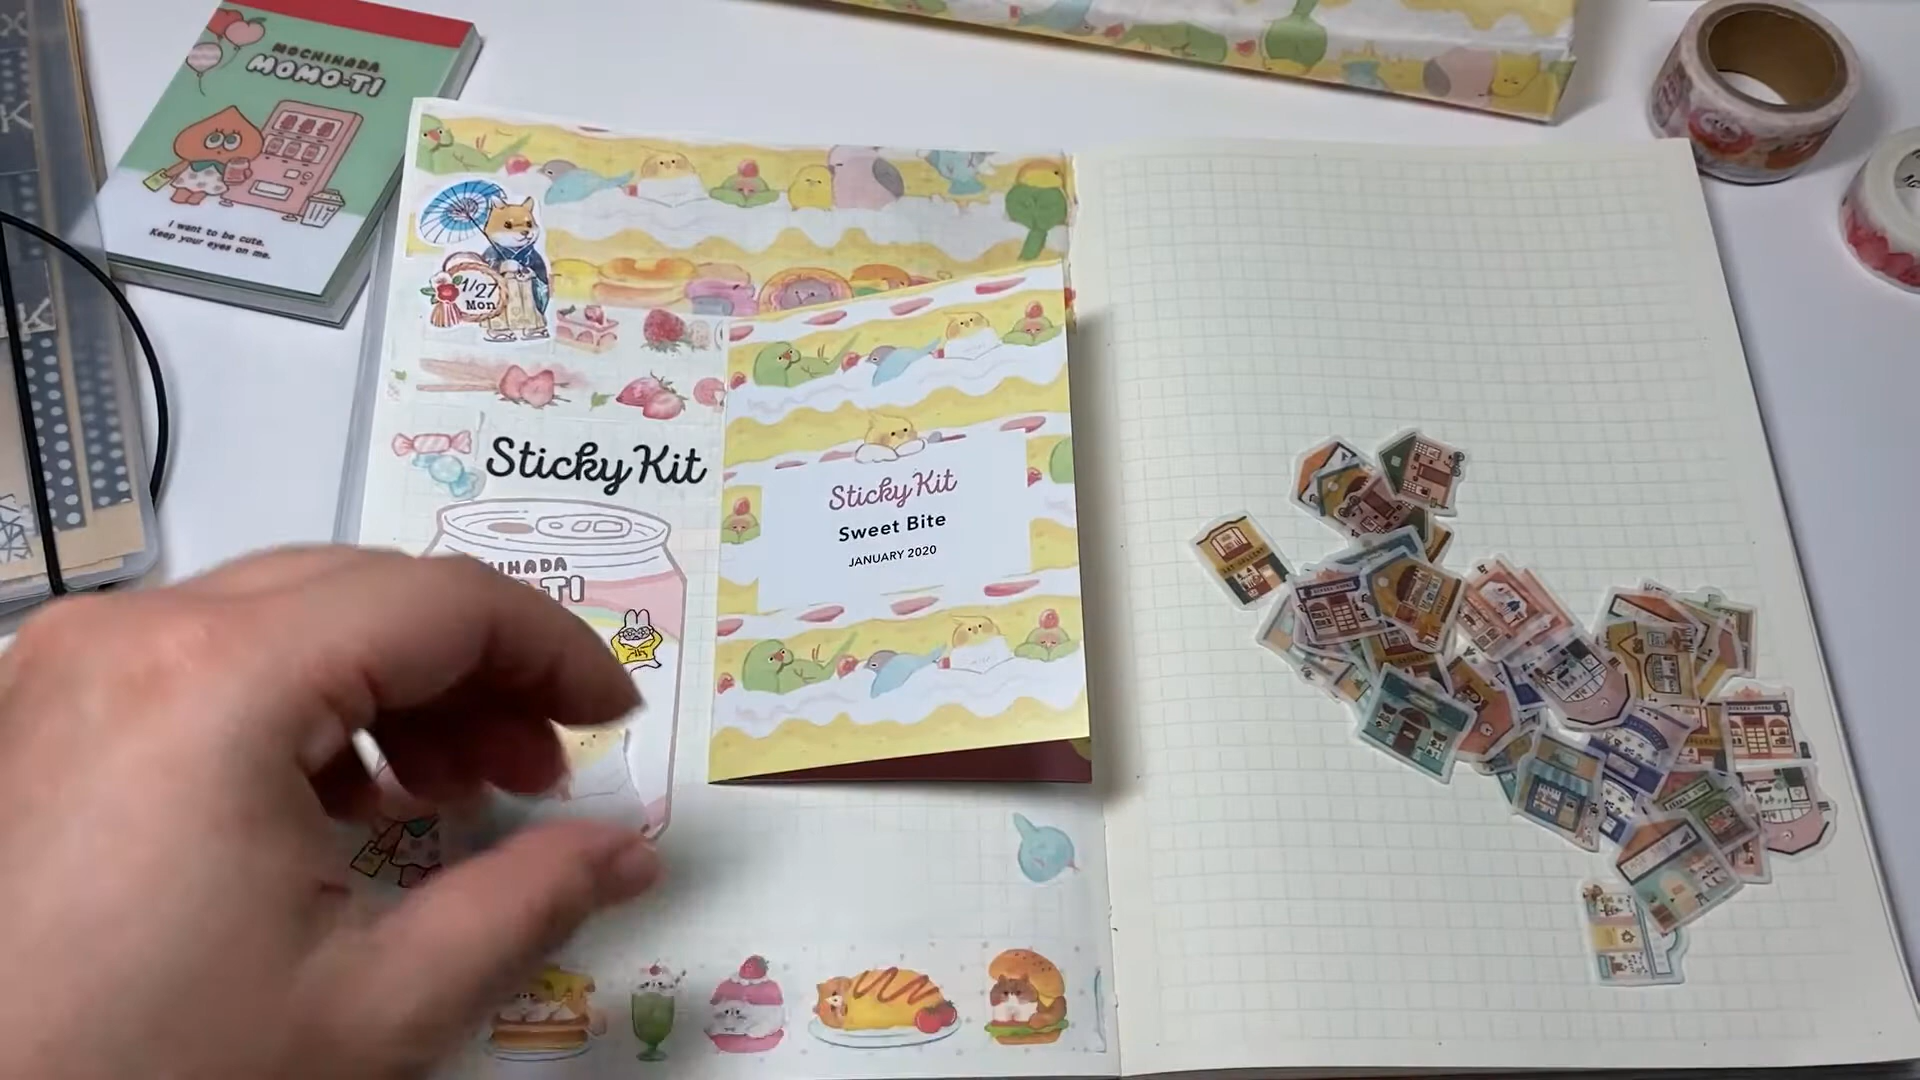 MOCHIHADA
MOMO-TI
I want to be cute.
Keep your eyes on me.
1/27
Mon
Sticky Kit
Sticky Kit
Sweet Bite
JANUARY 2020